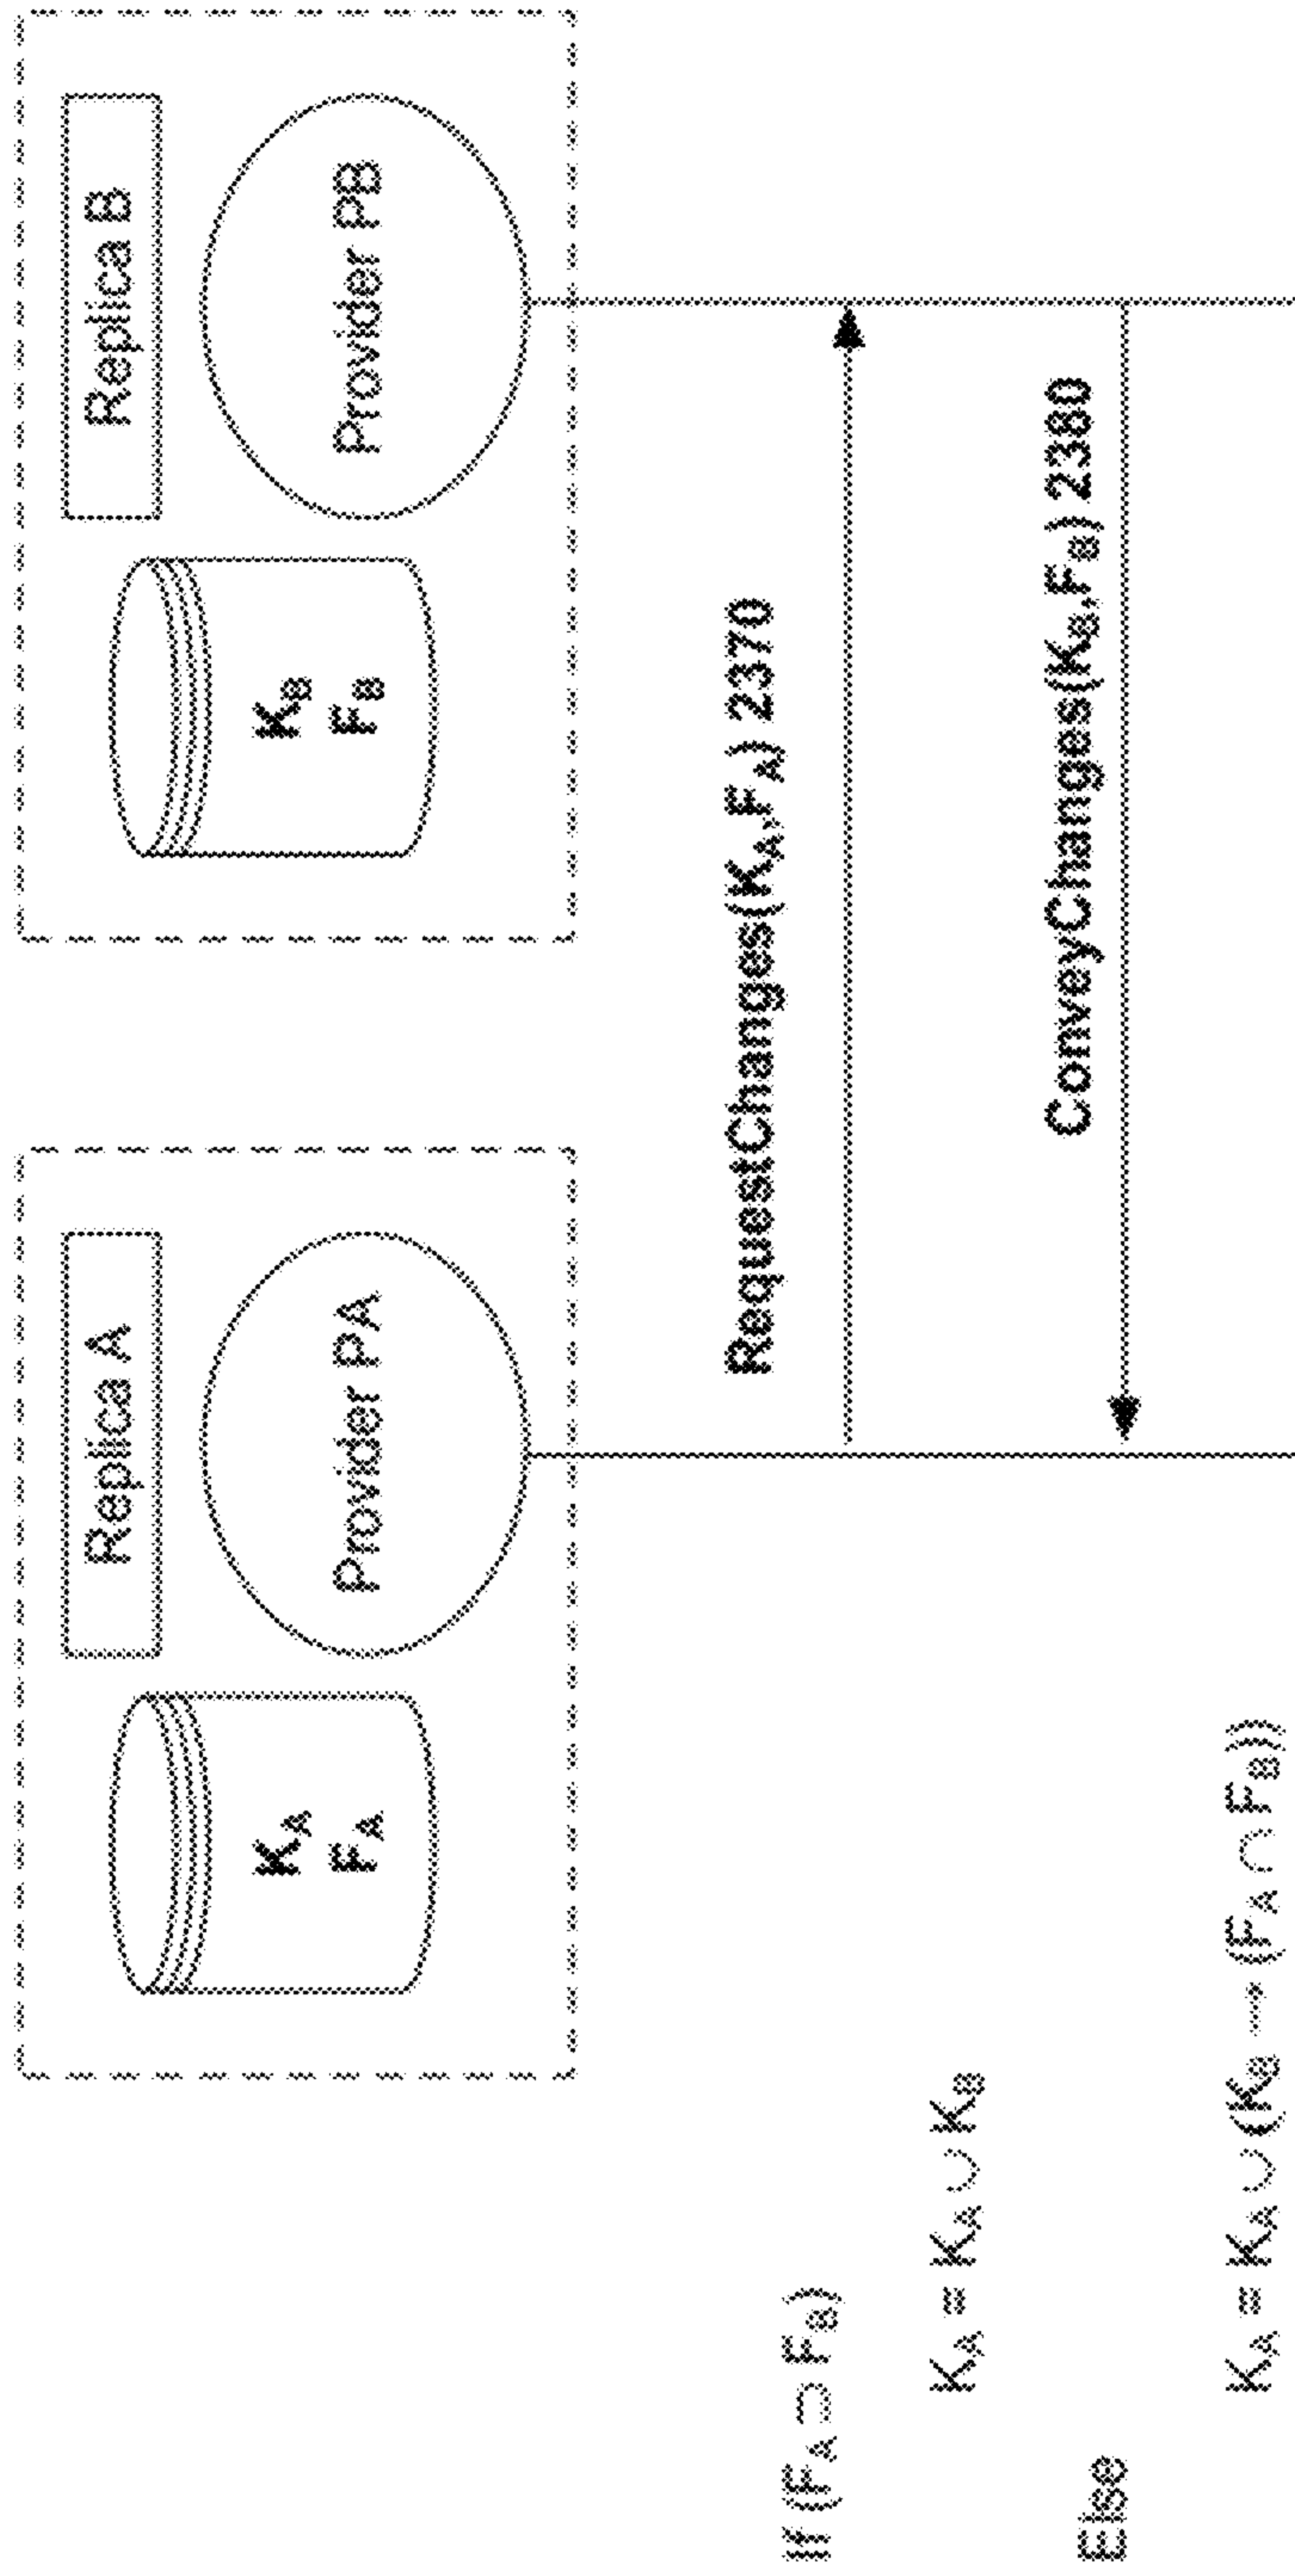 Replica A
Replica B
K_A
F_A
Provider PA
K_B
F_B
Provider PB
RequestChanges(K_A,F_A) 2370
If (F_A ⊃ F_B)
K_A = K_A ∪ K_B
ConveyChanges(K_B,F_B) 2380
Else
K_A = K_A ∪ (K_B → (F_A ∩ F_B))